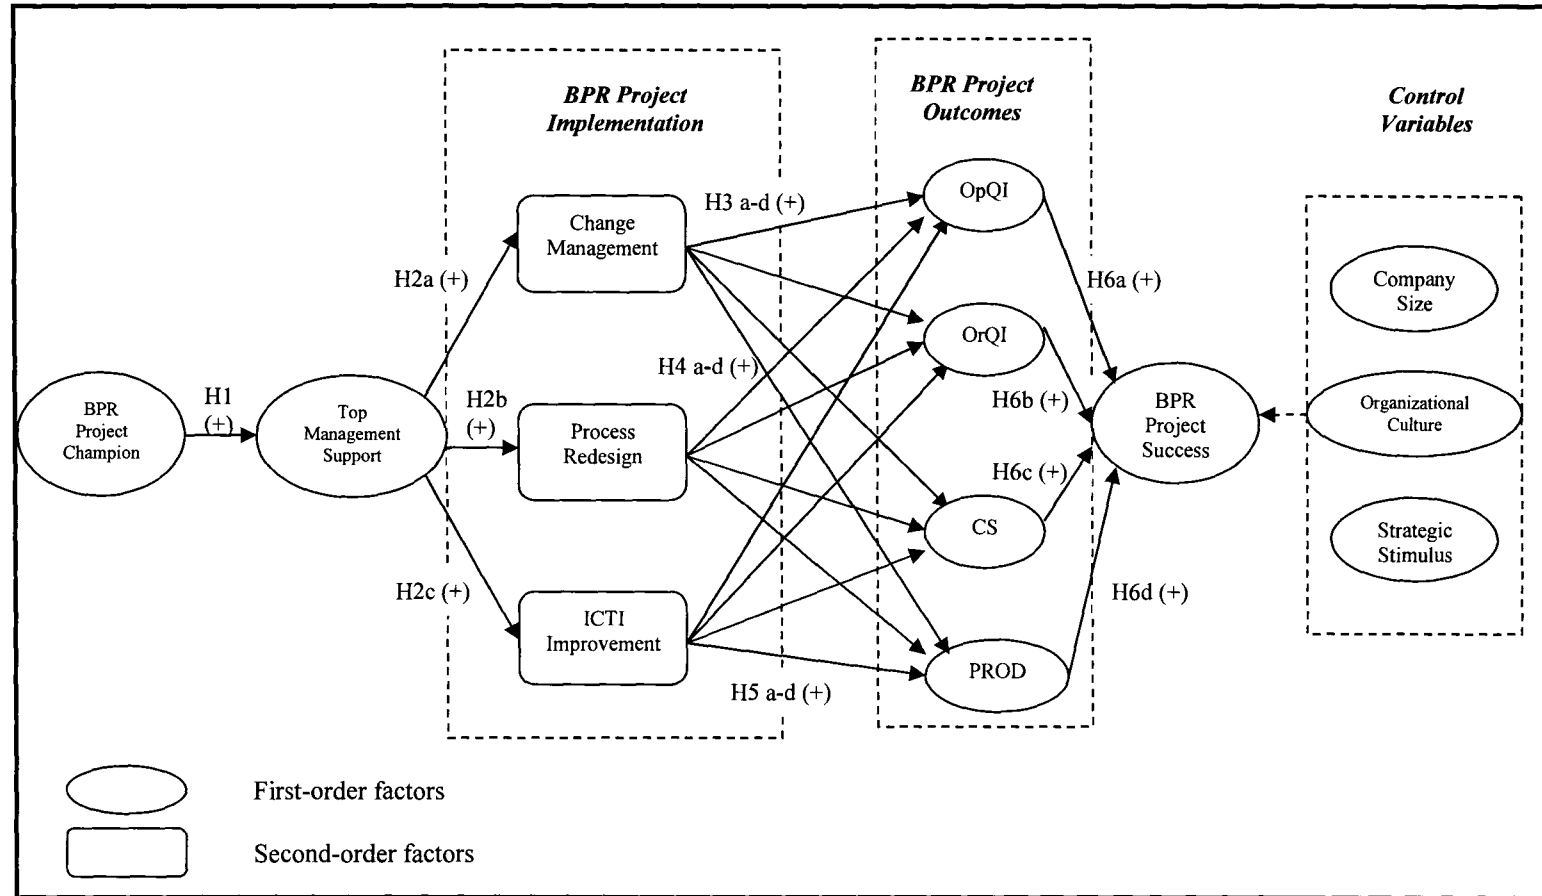 BPR Project
Implementation
BPR Project
Outcomes
Control
Variables
BPR
Project
Champion
H1
(+)
Top
Management
Support
H2a (+)
H2b
(+)
H2c (+)
Change
Management
Process
Redesign
ICTI
Improvement
H3 a-d (+)
H4 a-d (+)
H5 a-d (+)
OpQI
OrQI
CS
PROD
H6a (+)
H6b (+)
H6c (+)
H6d (+)
BPR
Project
Success
Company
Size
Organizational
Culture
Strategic
Stimulus
First-order factors
Second-order factors